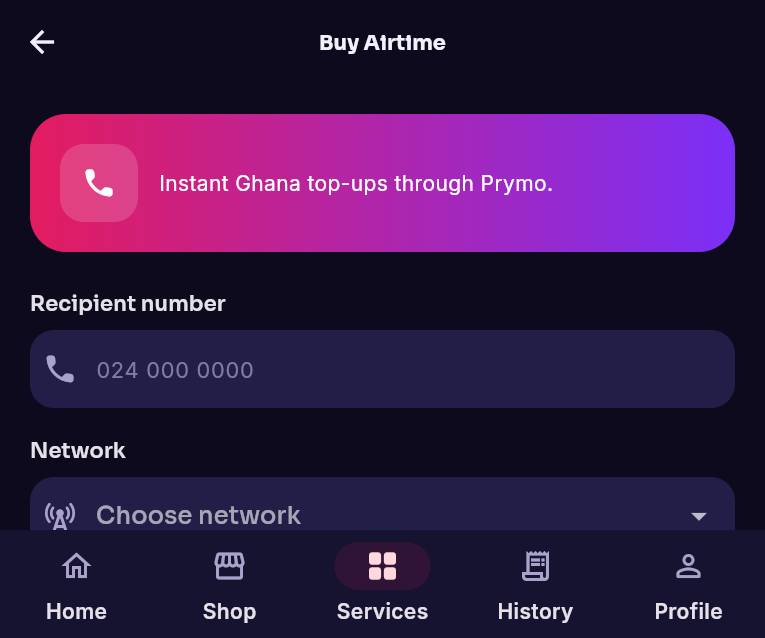 Buy Airtime
Instant Ghana top-ups through Prymo.
Recipient number
024 000 0000
Network
Choose network
Home Shop Services History Profile